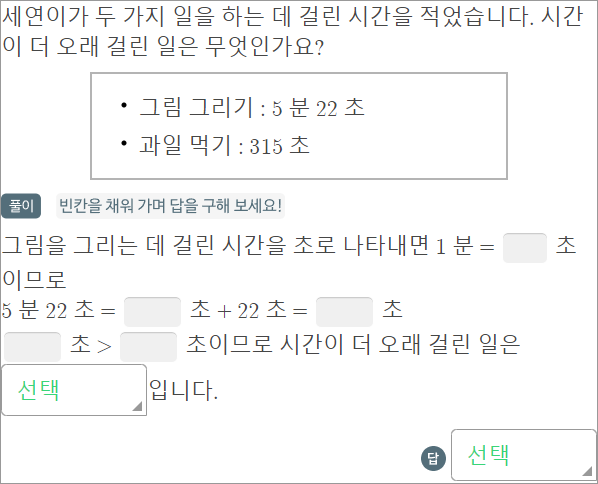 세연이가 두 가지 일을 하는 데 걸린 시간을 적었습니다. 시간
이 더 오래 걸린 일은 무엇인가요?
• 그림 그리기 : 5 분 22 초
• 과일 먹기 : 315 초
풀이 빈칸을 채워 가며 답을 구해 보세요!
그림을 그리는 데 걸린 시간을 초로 나타내면 1 분 = 초
이므로
5 분 22 초 = 초 + 22 초 = 초
초 > 초이므로 시간이 더 오래 걸린 일은
선택 입니다.
답 선택